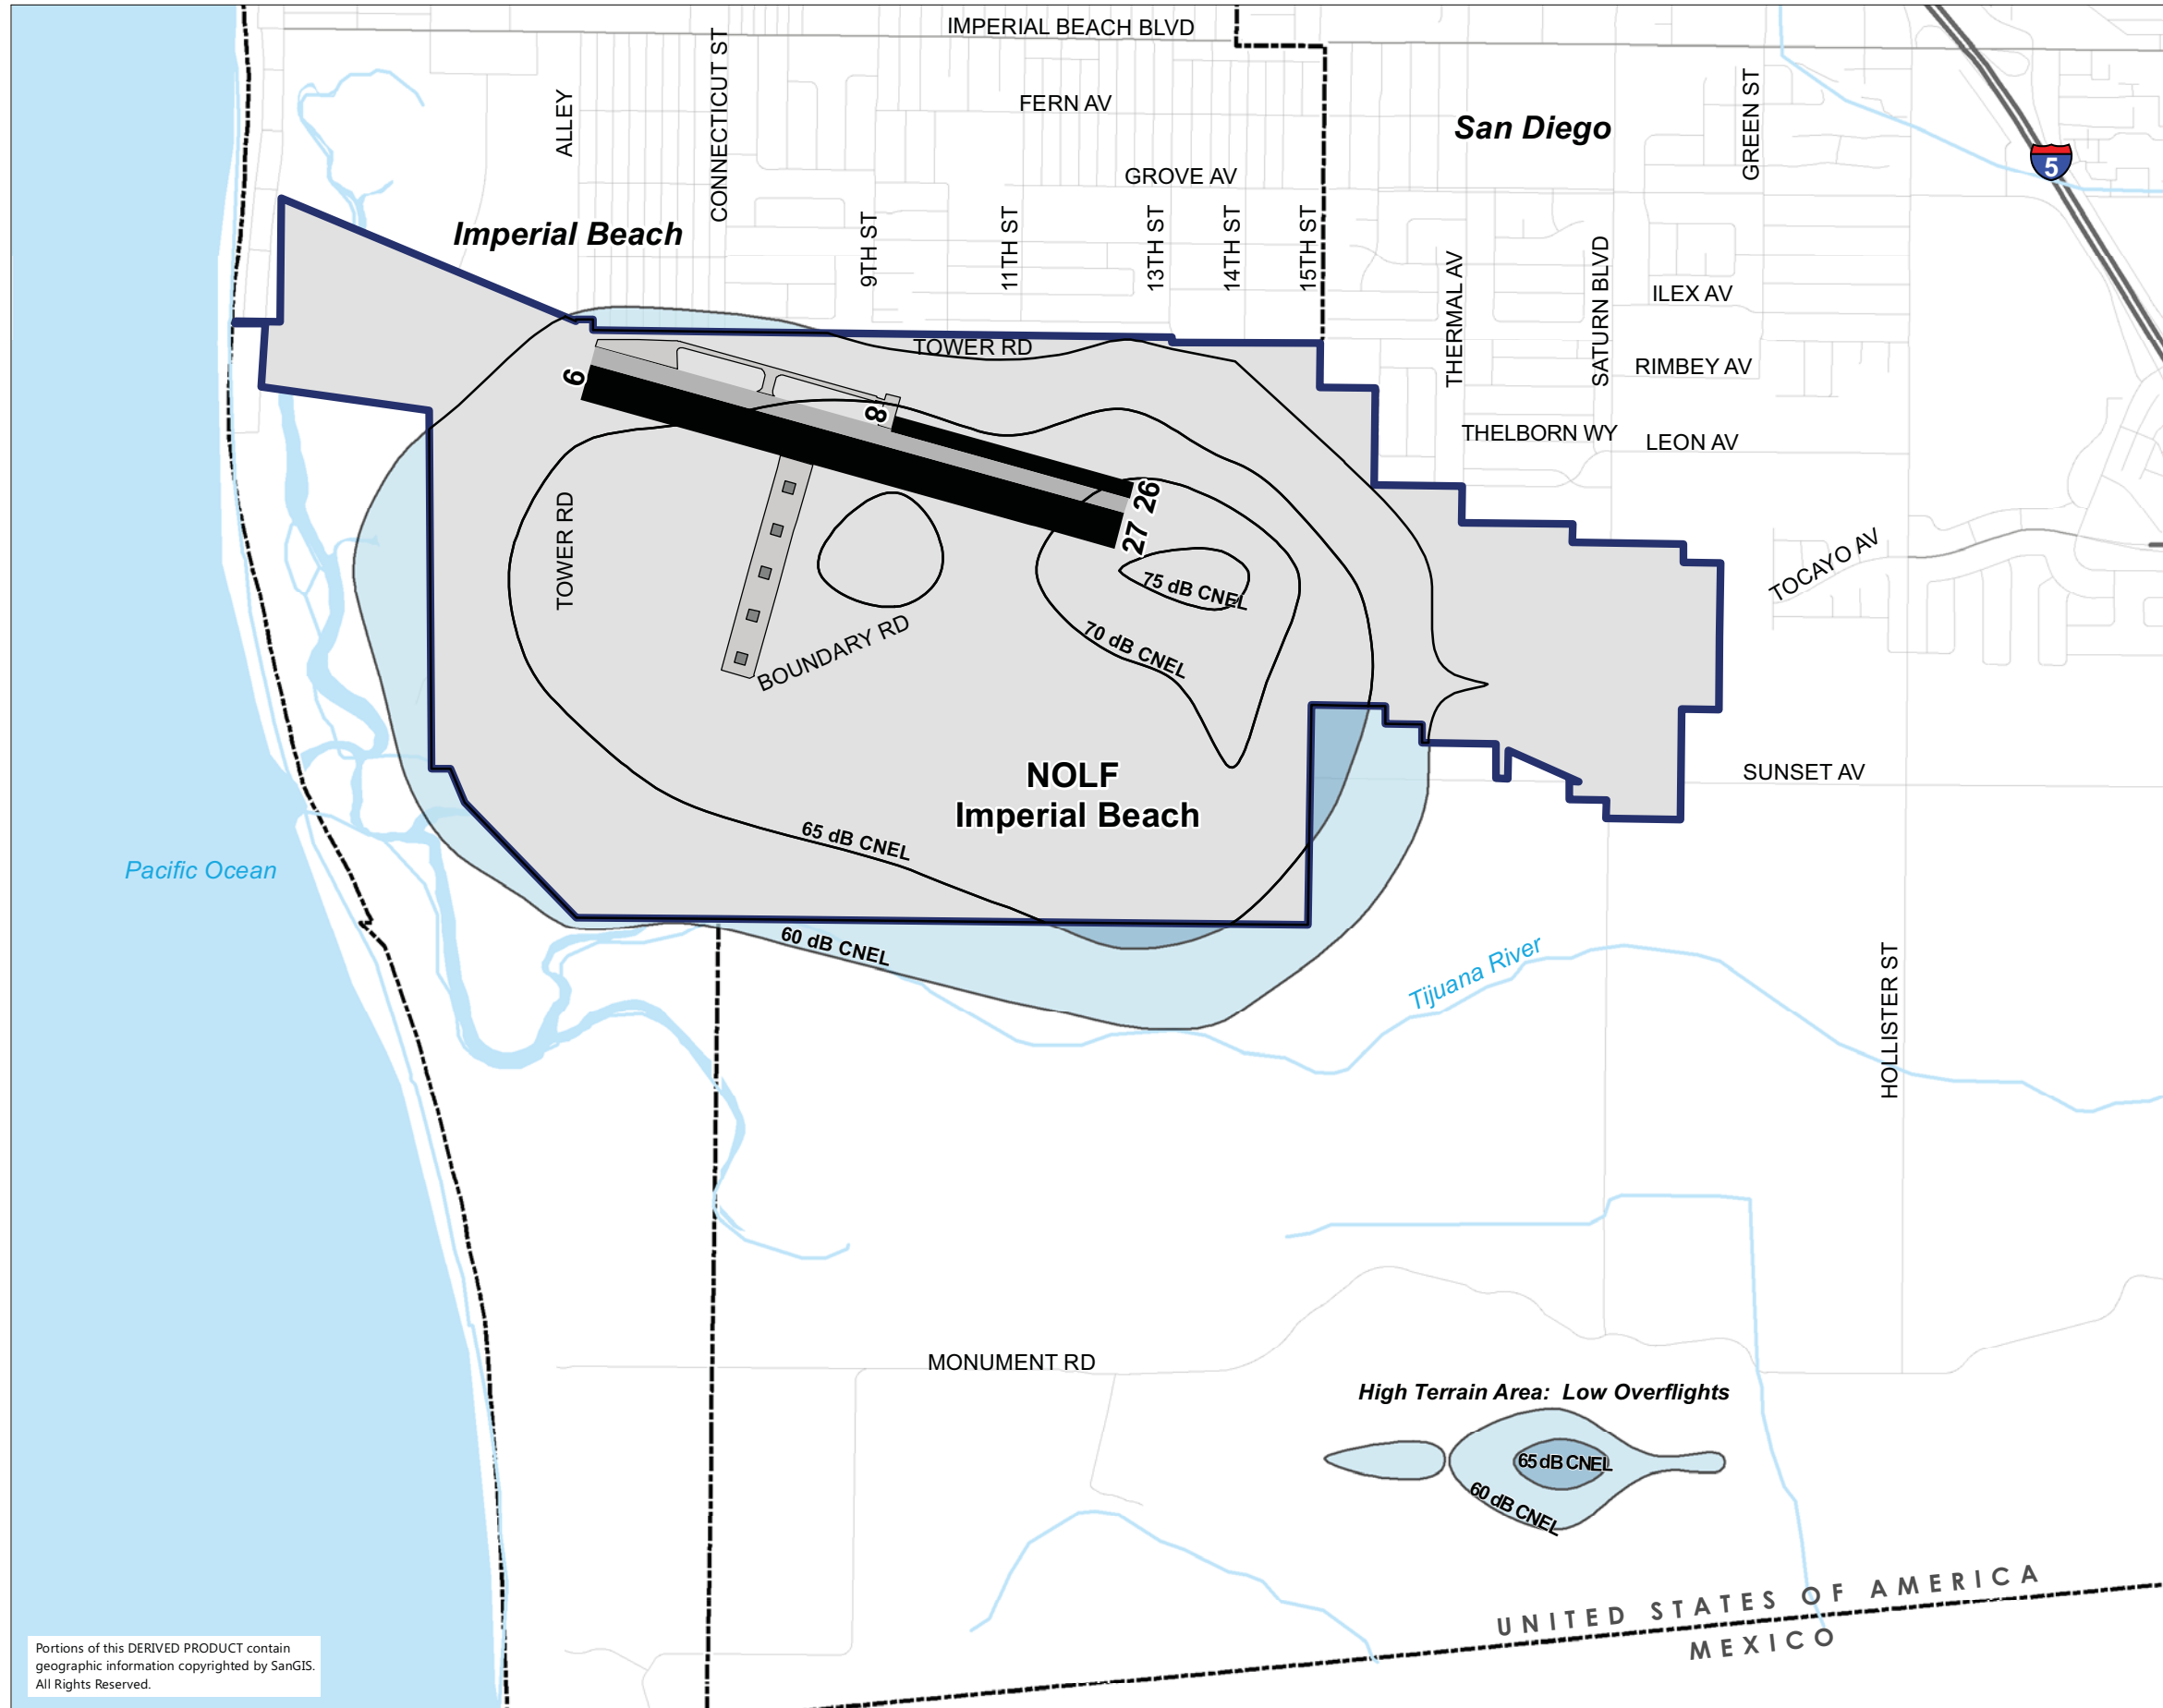 IMPERIAL BEACH BLVD
CONNECTICUT ST
ALLEY
FERN AV
San Diego
GREEN ST
5
GROVE AV
Imperial Beach
9TH ST
11TH ST
13TH ST
14TH ST
15TH ST
THERMAL AV
SATURN BLVD
ILEX AV
TOWER RD
RIMBEY AV
9
8
THELBORN WY
LEON AV
26
27
TOWER RD
75 dB CNEL
TOCAYO AV
70 dB CNEL
BOUNDARY RD
NOLF
Imperial Beach
SUNSET AV
65 dB CNEL
Pacific Ocean
60 dB CNEL
Tijuana River
HOLLISTER ST
MONUMENT RD
High Terrain Area: Low Overflights
65 dB CNEL
60 dB CNEL
UNITED STATES OF AMERICA
MEXICO
Portions of this DERIVED PRODUCT contain
geographic information copyrighted by SanGIS.
All Rights Reserved.